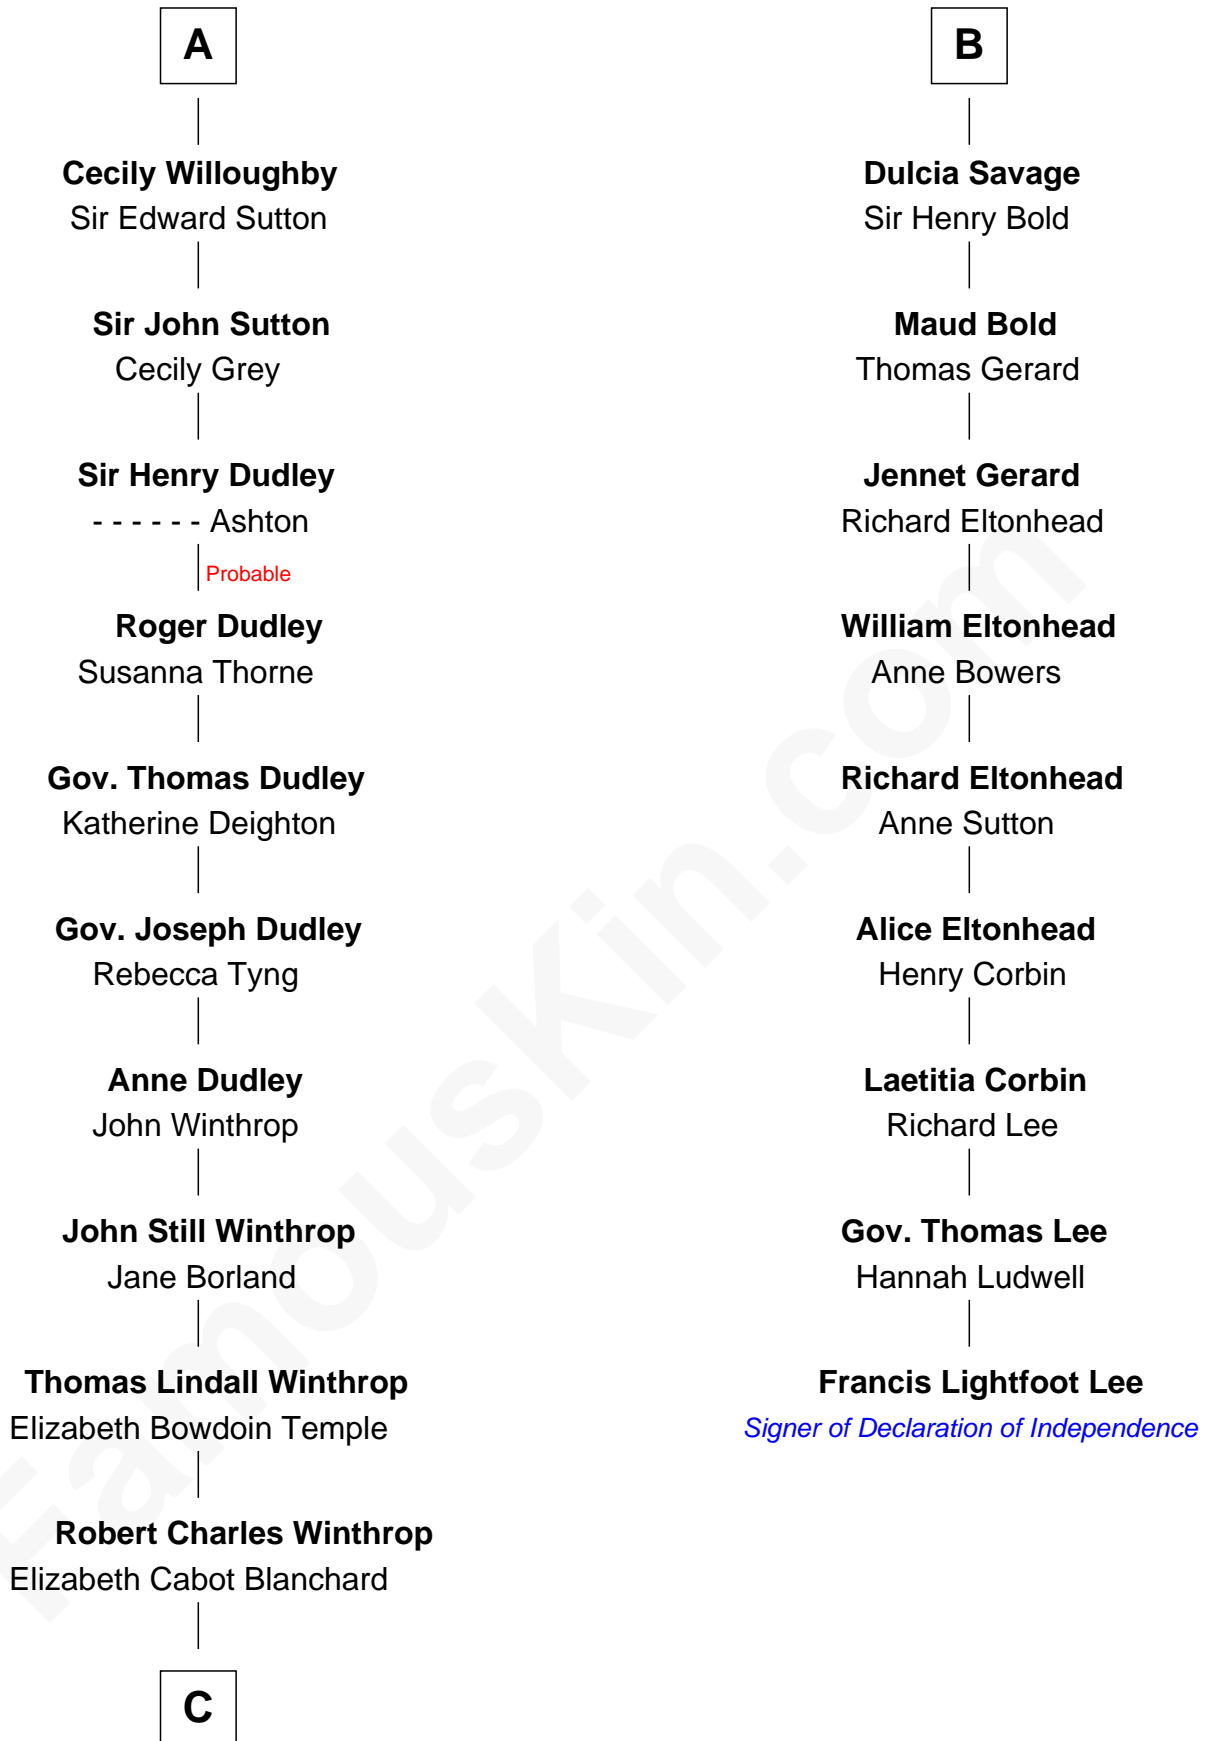 A
Cecily Willoughby
Sir Edward Sutton
Sir John Sutton
Cecily Grey
Sir Henry Dudley
- - - - - - Ashton
Probable
Roger Dudley
Susanna Thorne
Gov. Thomas Dudley
Katherine Deighton
Gov. Joseph Dudley
Rebecca Tyng
Anne Dudley
John Winthrop
John Still Winthrop
Jane Borland
Thomas Lindall Winthrop
Elizabeth Bowdoin Temple
Robert Charles Winthrop
Elizabeth Cabot Blanchard
C
B
Dulcia Savage
Sir Henry Bold
Maud Bold
Thomas Gerard
Jennet Gerard
Richard Eltonhead
William Eltonhead
Anne Bowers
Richard Eltonhead
Anne Sutton
Alice Eltonhead
Henry Corbin
Laetitia Corbin
Richard Lee
Gov. Thomas Lee
Hannah Ludwell
Francis Lightfoot Lee
Signer of Declaration of Independence
FamousKin.com